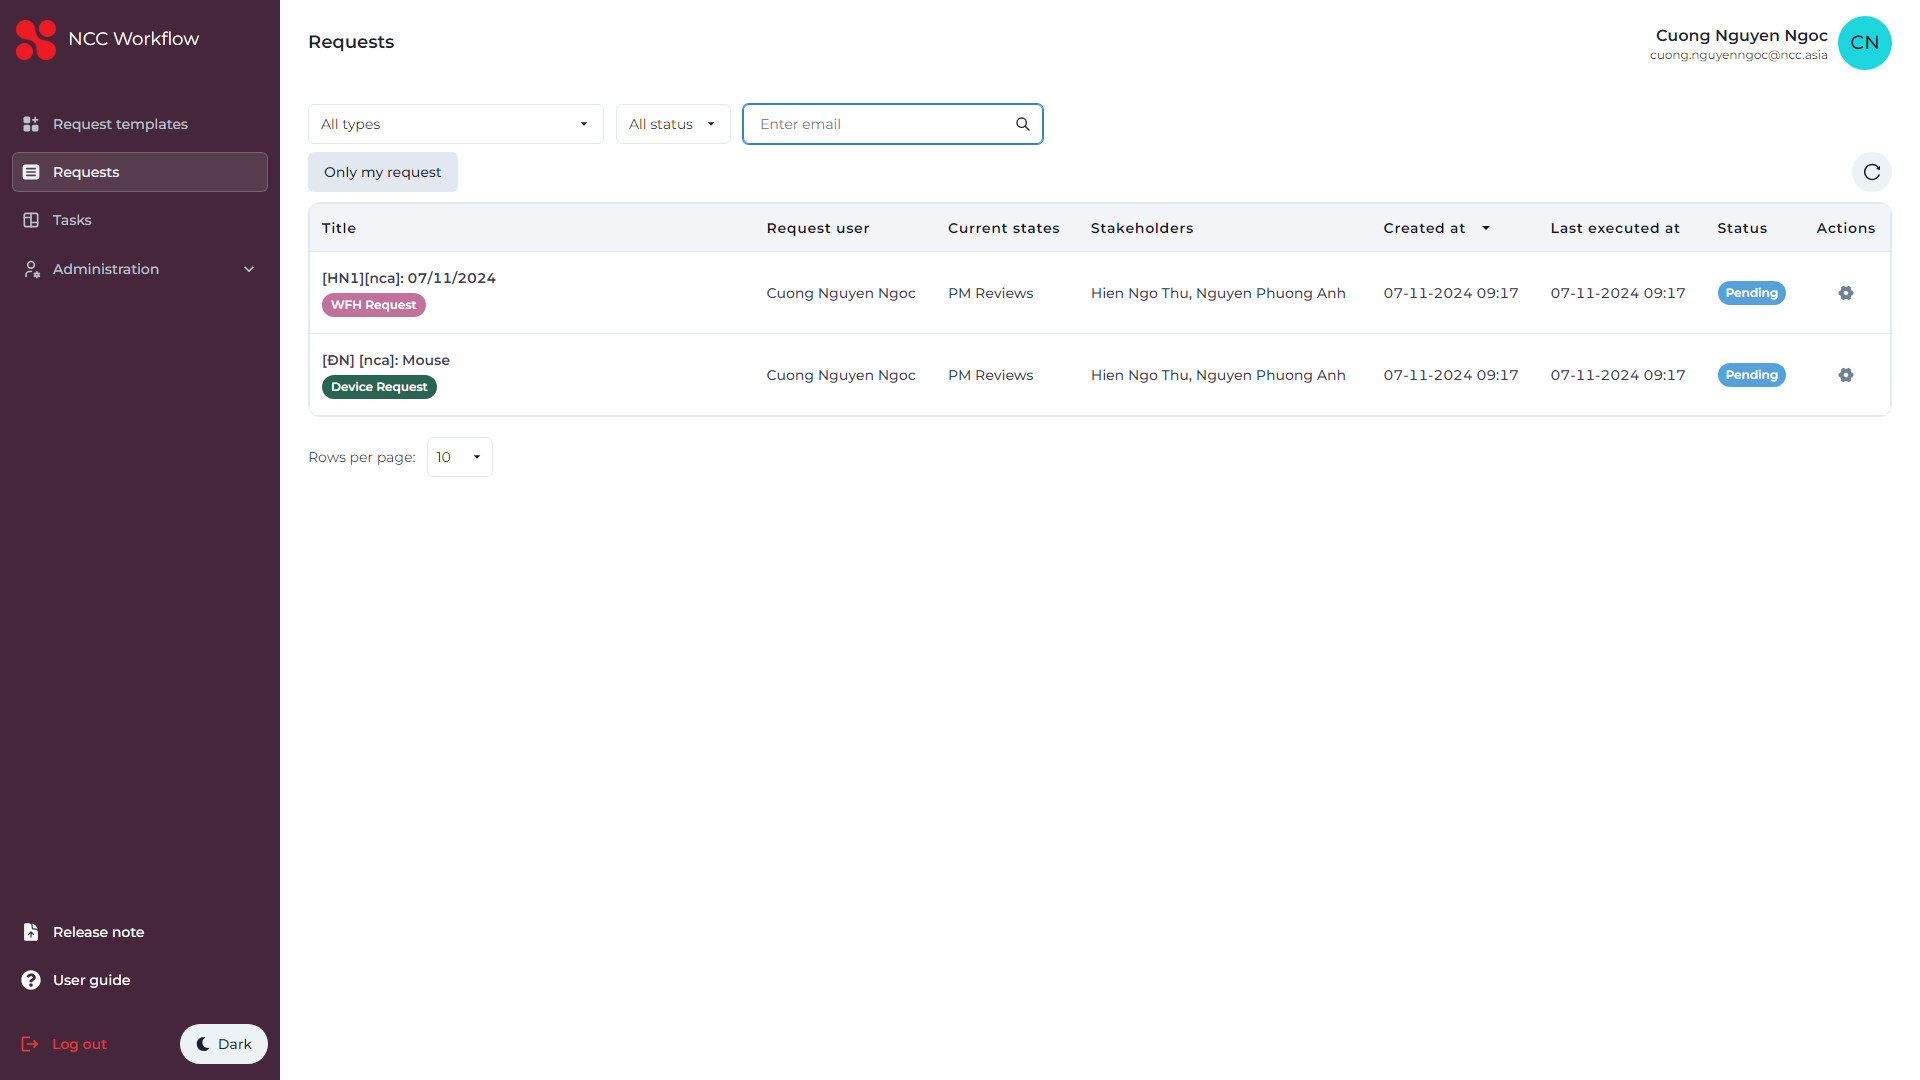 NCC Workflow
Request templates
Requests
Tasks
Administration
Release note
User guide
Log out
Dark
Requests
Cuong Nguyen Ngoc
cuong.nguyenngoc@ncc.asia
CN
All types
All status
Enter email
Only my request
Title Request user Current states Stakeholders Created at Last executed at Status Actions
[HN1][nca]: 07/11/2024
WFH Request
Cuong Nguyen Ngoc PM Reviews Hien Ngo Thu, Nguyen Phuong Anh 07-11-2024 09:17 07-11-2024 09:17 Pending
[ĐN] [nca]: Mouse
Device Request
Cuong Nguyen Ngoc PM Reviews Hien Ngo Thu, Nguyen Phuong Anh 07-11-2024 09:17 07-11-2024 09:17 Pending
Rows per page: 10